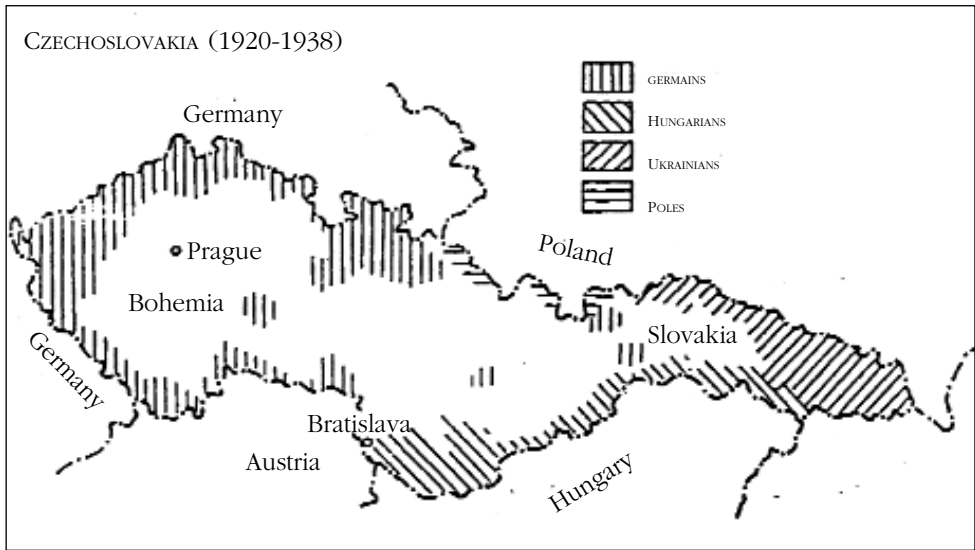 CZECHOSLOVAKIA (1920-1938)
GERMAINS
HUNGARIANS
UKRAINIANS
POLES
Germany
Prague
Poland
Bohemia
Slovakia
Germany
Bratislava
Austria
Hungary